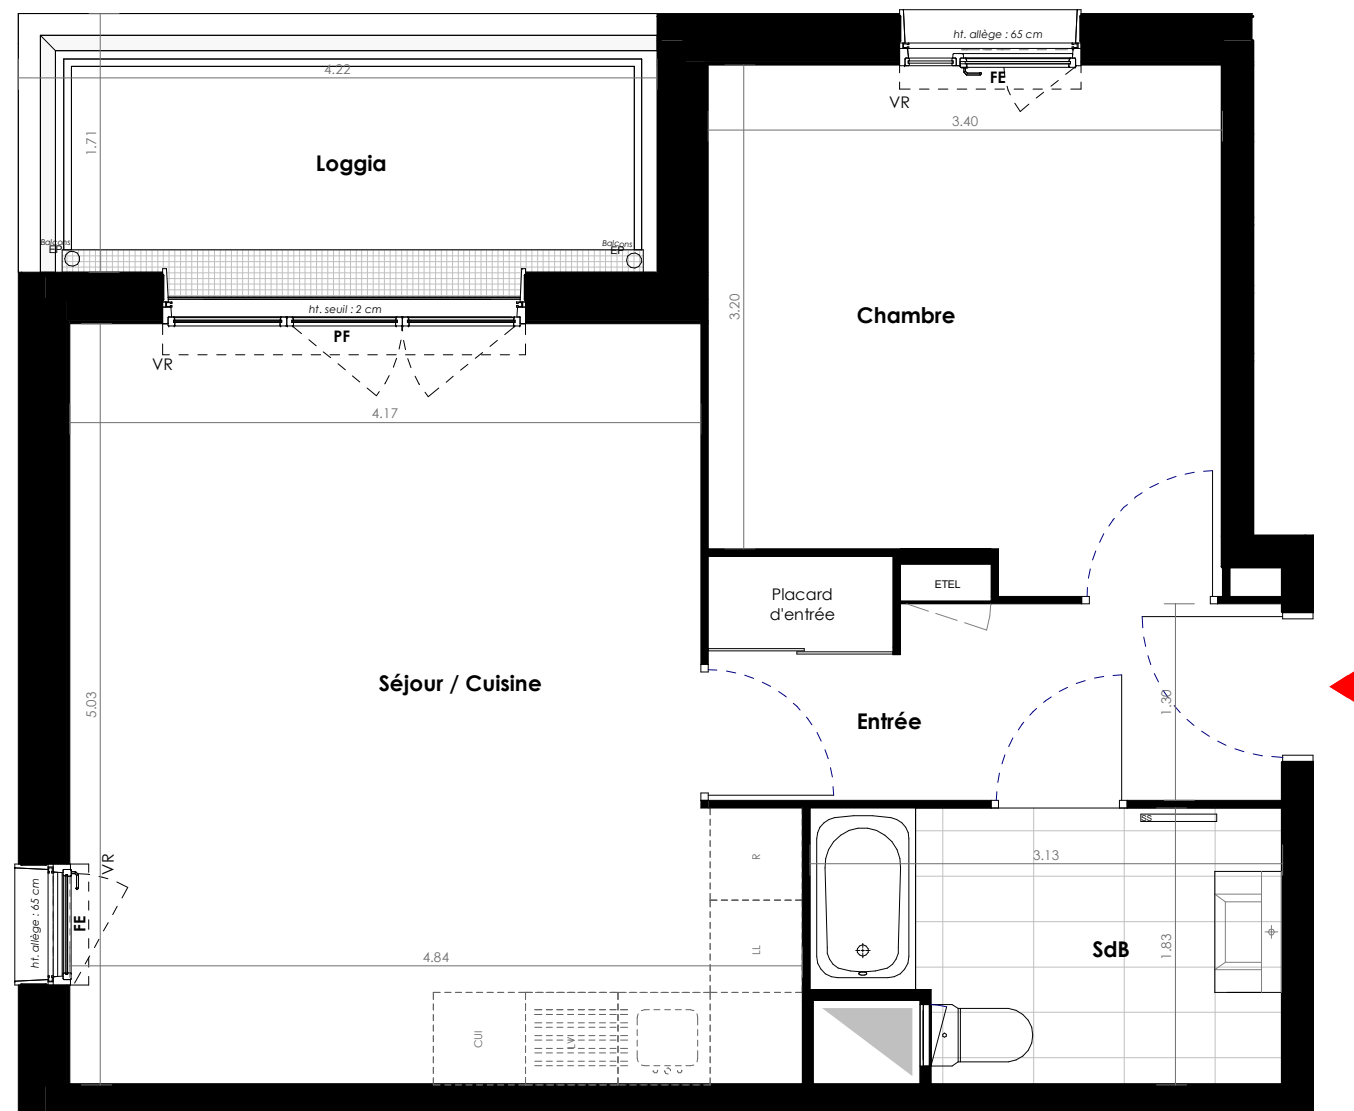 ht. allège : 65 cm
4.22
FE
VR
3.40
1.71
Loggia
Balcons
EP
Balcons
EP
ht. seuil : 2 cm
PF
VR
3.20
Chambre
4.17
ETEL
Placard
d'entrée
Séjour / Cuisine
5.03
1.30
Entrée
VR
R
SS
3.13
ht. allège : 65 cm
FE
LL
4.84
SdB
1.83
CUI
LV